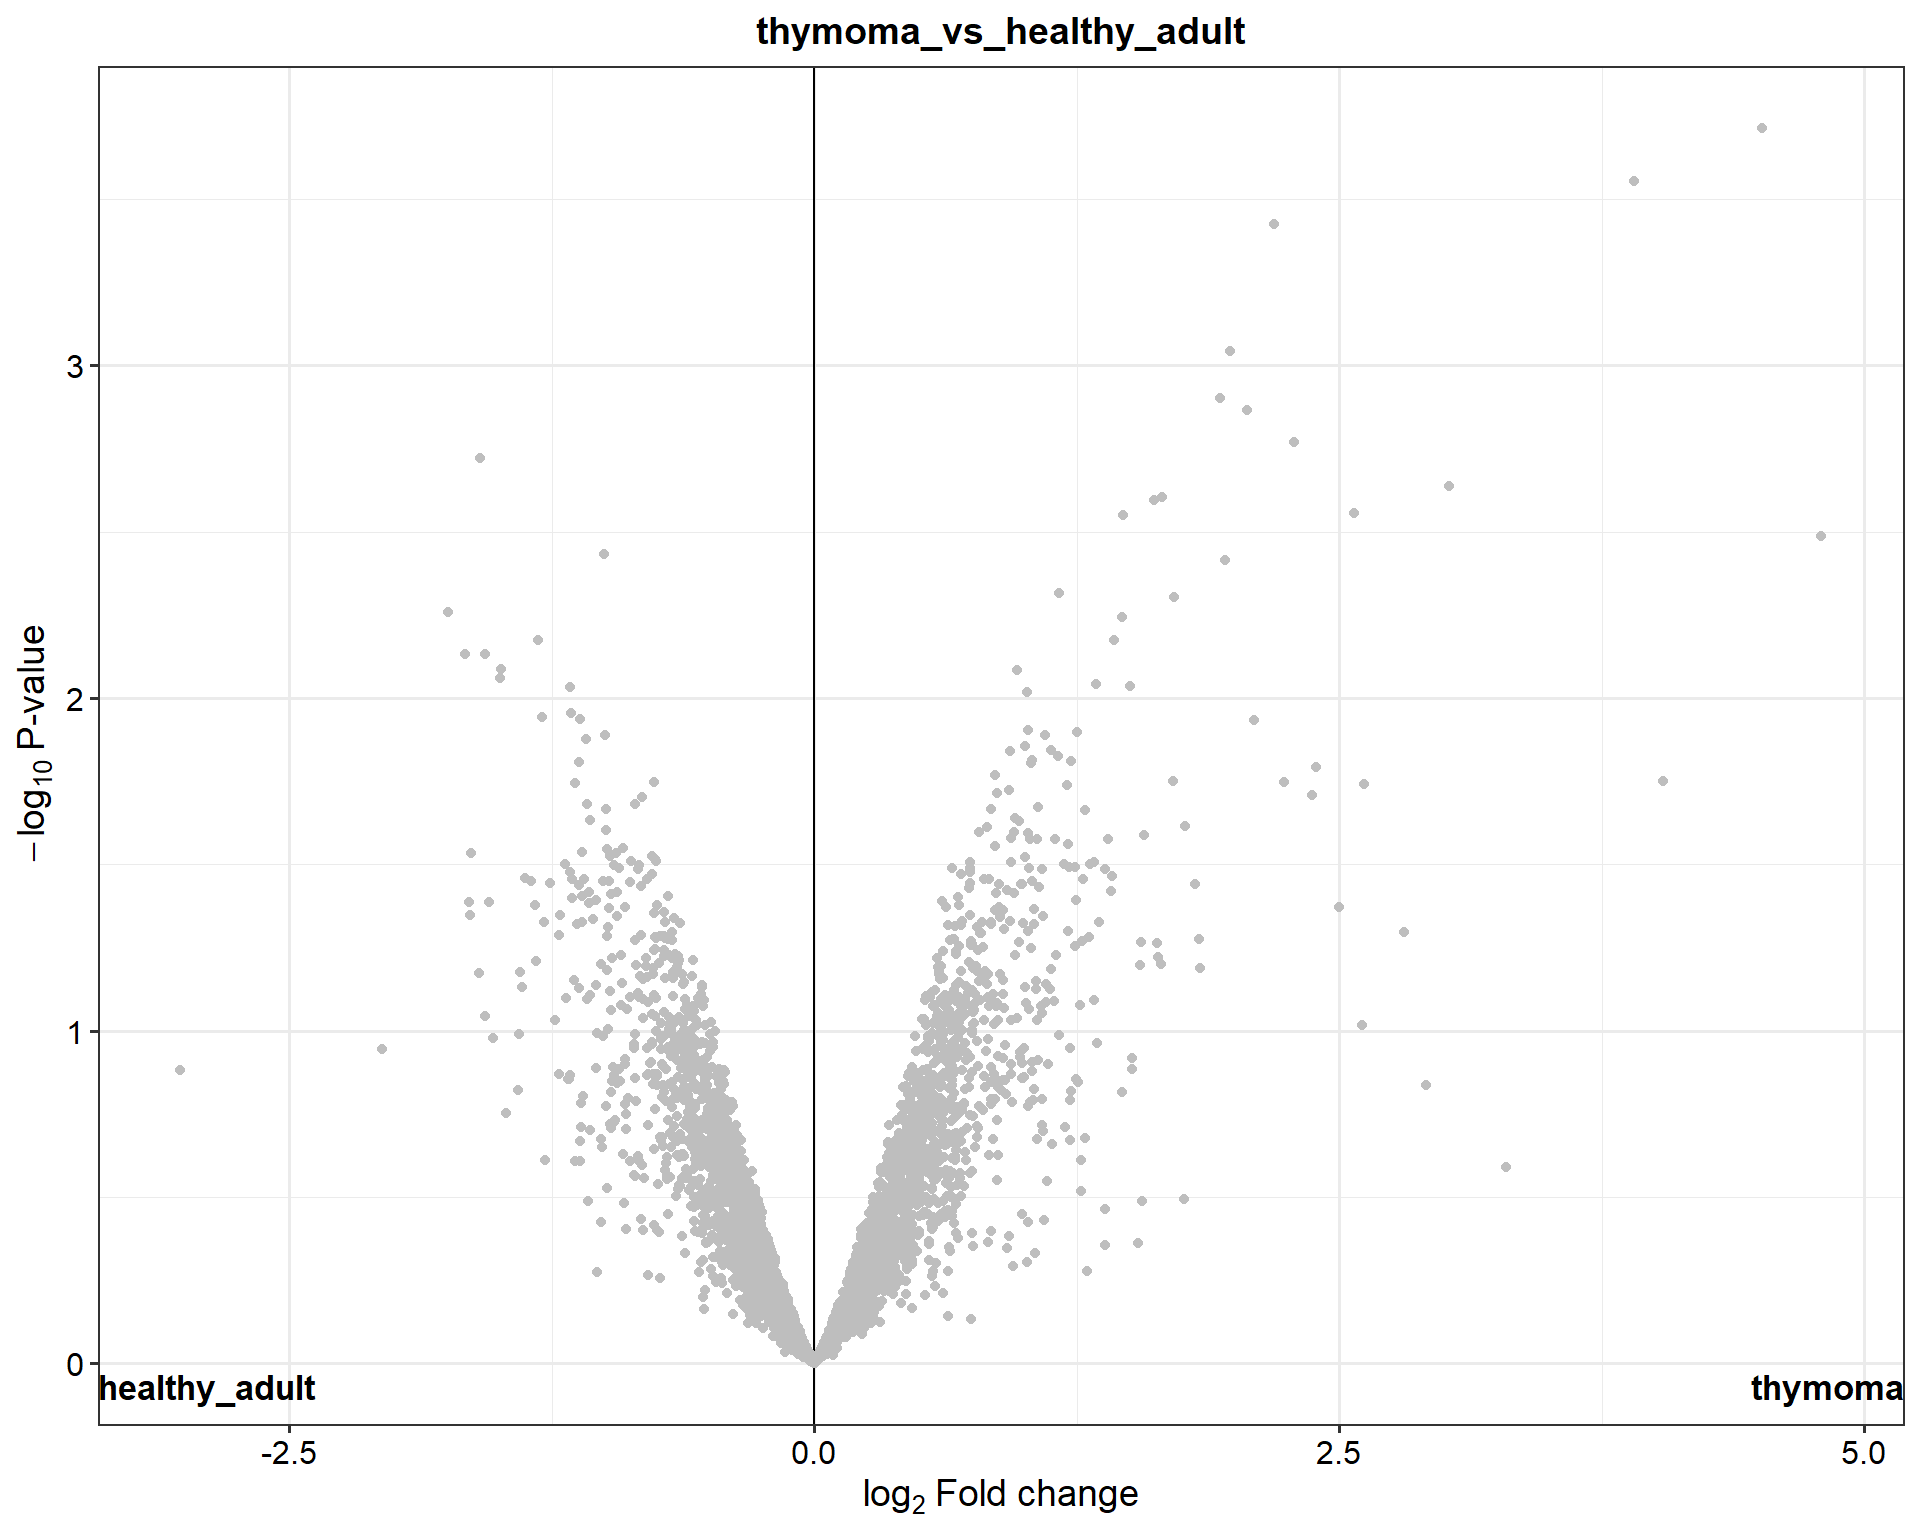 thymoma_vs_healthy_adult
− log10 P-value
3
2
1
0
healthy_adult
thymoma
-2.5
0.0
2.5
5.0
log2 Fold change